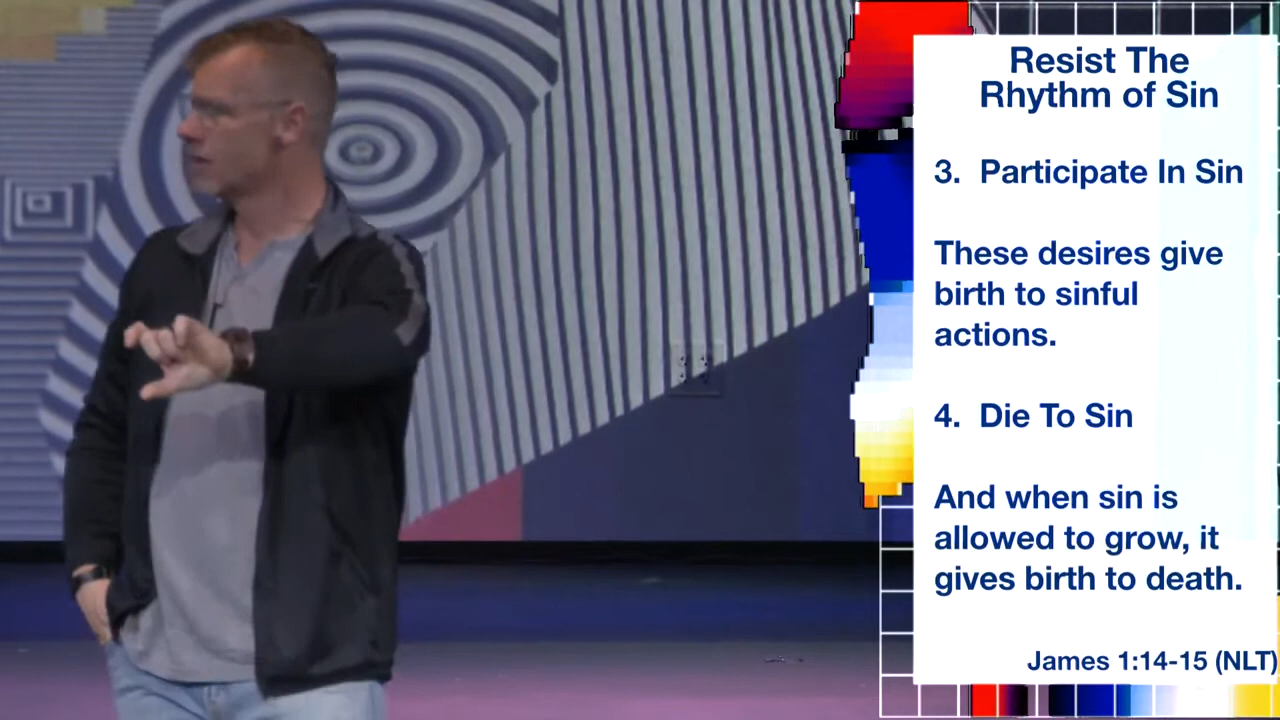 Resist The
Rhythm of Sin
3. Participate In Sin
These desires give
birth to sinful
actions.
4. Die To Sin
And when sin is
allowed to grow, it
gives birth to death.
James 1:14-15 (NLT)